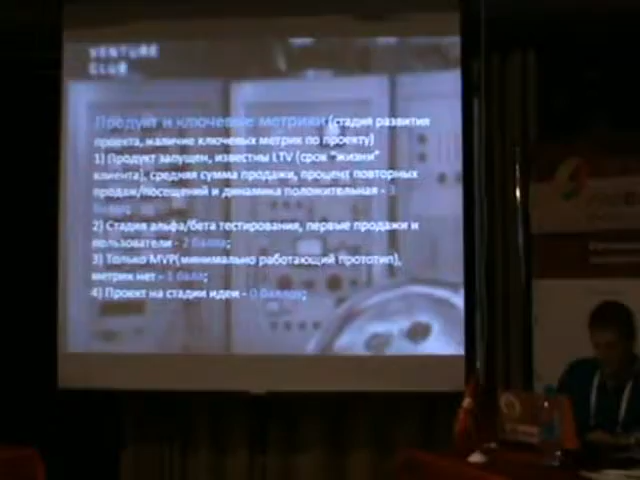 VENTURE
CLUB
Продукт и ключевые метрики (стадия развития
проекта, наличие ключевых метрик по проекту)
1) Продукт запущен, известны LTV (срок "жизни"
клиента), средняя сумма продажи, процент повторных
продаж/посещений и динамика положительная - 3
балла;
2) Стадия альфа/бета тестирования, первые продажи и
пользователи - 2 балла;
3) Только MVP(минимально работающий прототип),
метрик нет - 1 балл;
4) Проект на стадии идеи - 0 баллов;